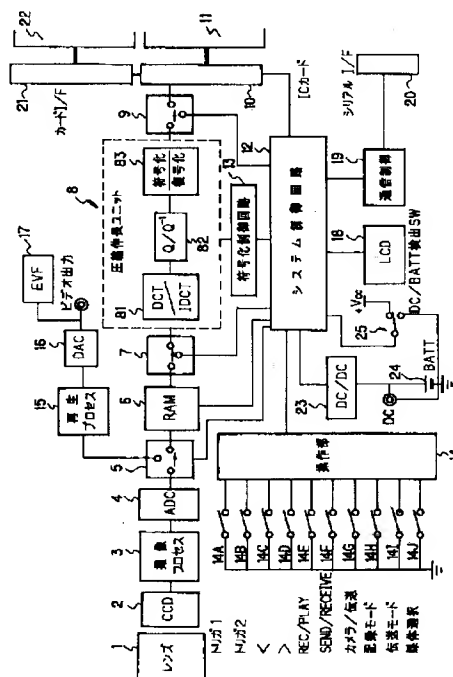 22
11
21
カードI/F
10
ICカード
9
8
圧縮伸長ユニット
83
符号化
復号化
Q/Q⁻¹
82
81
DCT/
IDCT
13
符号化制御回路
12
システム制御回路
シリアル I/F
20
19
通信制御
18
LCD
17
EVF
ビデオ出力
16
DAC
15
再生
プロセス
7
6
RAM
5
4
ADC
3
撮像
プロセス
2
CCD
1
レンズ
DC/BATT検出SW
+Vcc
25
24
BATT
DC
23
DC/DC
操作部
14
14A
14B
14C
14D
14E
14F
14G
14H
14I
14J
トリガ1
トリガ2
<
>
REC/PLAY
SEND/RECEIVE
カメラ/伝送
記録モード
伝送モード
媒体選択